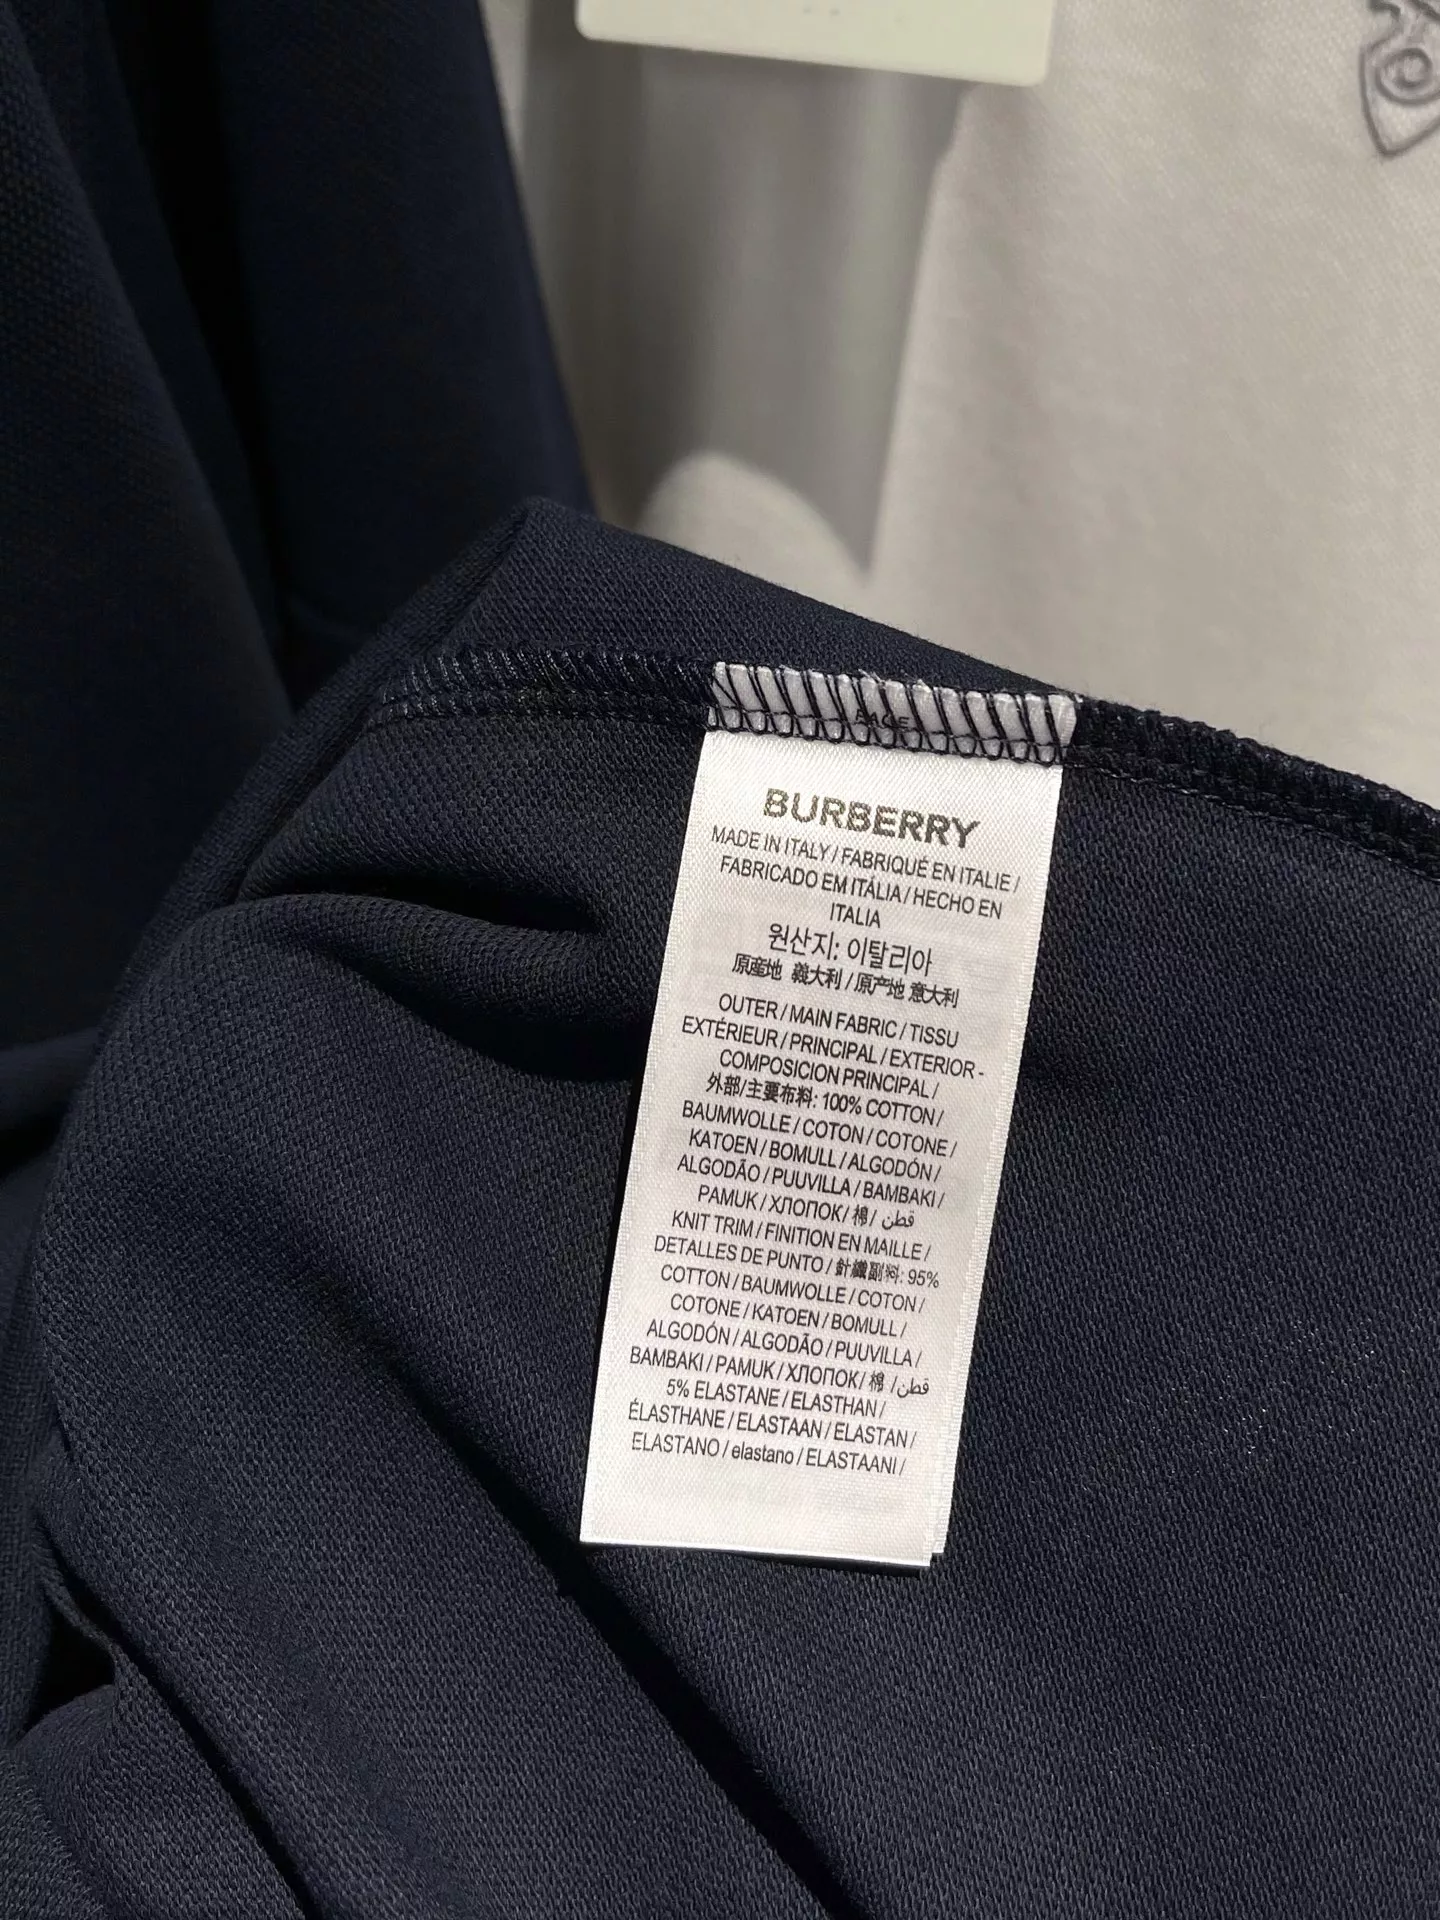 BURBERRY
MADE IN ITALY / FABRIQUÉ EN ITALIE /
FABRICADO EM ITÁLIA / HECHO EN
ITALIA
원산지: 이탈리아
原産地 義大利 / 原产地 意大利
OUTER / MAIN FABRIC / TISSU
EXTÉRIEUR / PRINCIPAL / EXTERIOR -
COMPOSICION PRINCIPAL /
外部/主要布料: 100% COTTON /
BAUMWOLLE / COTON / COTONE /
KATOEN / BOMULL / ALGODÓN /
ALGODÃO / PUUVILLA / BAMBAKI /
PAMUK / ХЛОПОК / 棉 / قطن
KNIT TRIM / FINITION EN MAILLE /
DETALLES DE PUNTO / 針織副料: 95%
COTTON / BAUMWOLLE / COTON /
COTONE / KATOEN / BOMULL /
ALGODÓN / ALGODÃO / PUUVILLA /
BAMBAKI / PAMUK / ХЛОПОК / 棉 / قطن
5% ELASTANE / ELASTHAN /
ÉLASTHANE / ELASTAAN / ELASTAN /
ELASTANO / elastano / ELASTAANI /